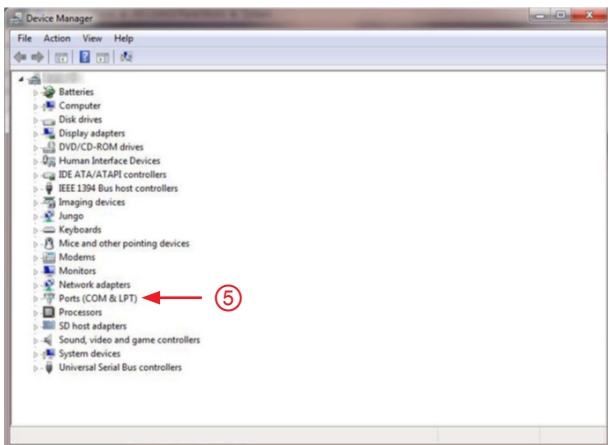 Device Manager
File Action View Help
Batteries
Computer
Disk drives
Display adapters
DVD/CD-ROM drives
Human Interface Devices
IDE ATA/ATAPI controllers
IEEE 1394 Bus host controllers
Imaging devices
Jungo
Keyboards
Mice and other pointing devices
Modems
Monitors
Network adapters
Ports (COM & LPT) ⑤
Processors
SD host adapters
Sound, video and game controllers
System devices
Universal Serial Bus controllers